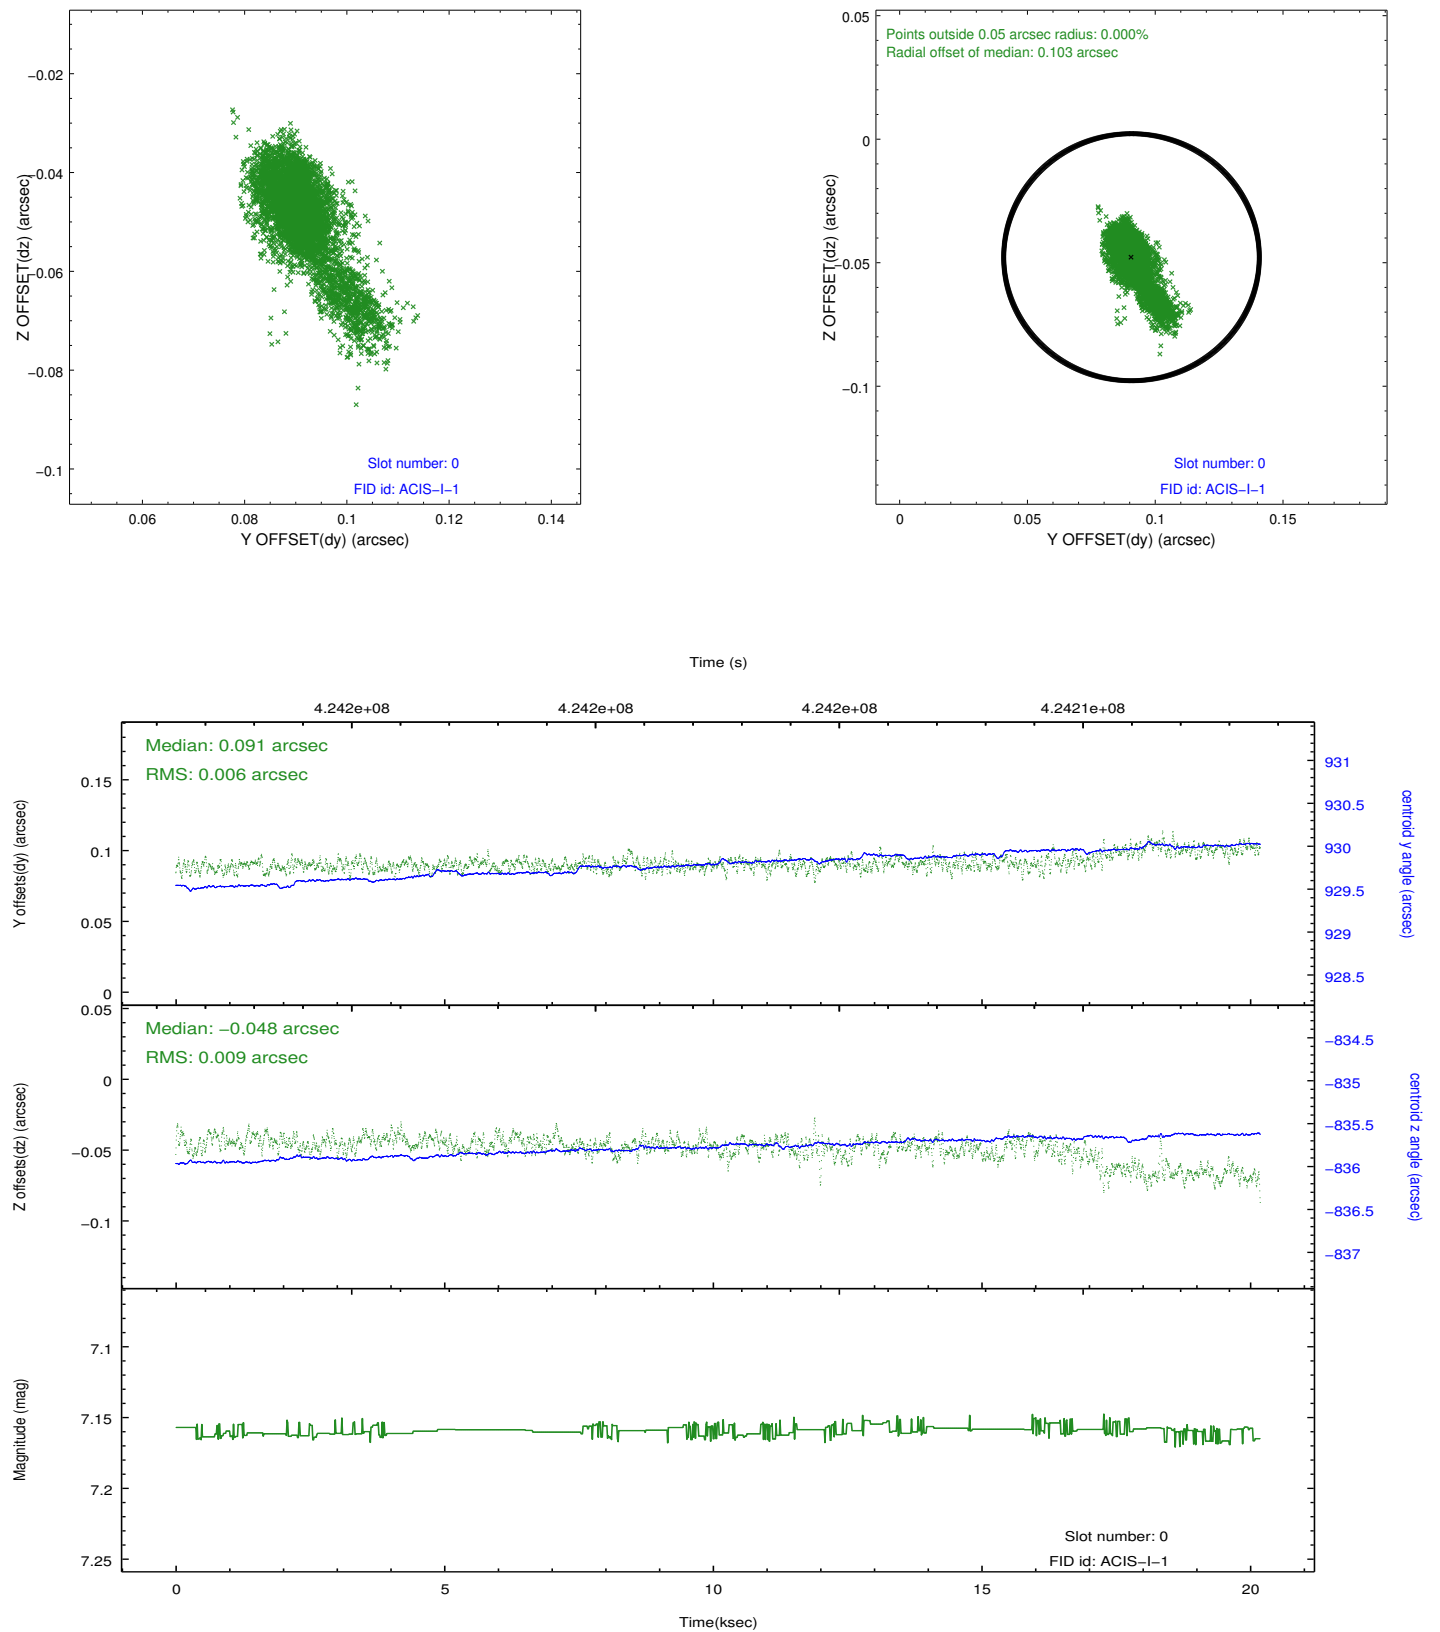 −0.02
−0.04
−0.06
−0.08
−0.1
Z OFFSET(dz) (arcsec)
Slot number: 0
FID id: ACIS−I−1
0.06
0.08
0.1
0.12
0.14
Y OFFSET(dy) (arcsec)
0.05
0
−0.05
−0.1
Z OFFSET(dz) (arcsec)
Points outside 0.05 arcsec radius: 0.000%
Radial offset of median: 0.103 arcsec
Slot number: 0
FID id: ACIS−I−1
0
0.05
0.1
0.15
Y OFFSET(dy) (arcsec)
Time (s)
4.242e+08
4.242e+08
4.242e+08
4.2421e+08
Median: 0.091 arcsec
RMS: 0.006 arcsec
0.15
0.1
0.05
0
Y offsets(dy) (arcsec)
931
930.5
930
929.5
929
928.5
centroid y angle (arcsec)
Median: −0.048 arcsec
RMS: 0.009 arcsec
0.05
0
−0.05
−0.1
Z offsets(dz) (arcsec)
−834.5
−835
−835.5
−836
−836.5
−837
centroid z angle (arcsec)
7.1
7.15
7.2
7.25
Magnitude (mag)
Slot number: 0
FID id: ACIS−I−1
0
5
10
15
20
Time(ksec)